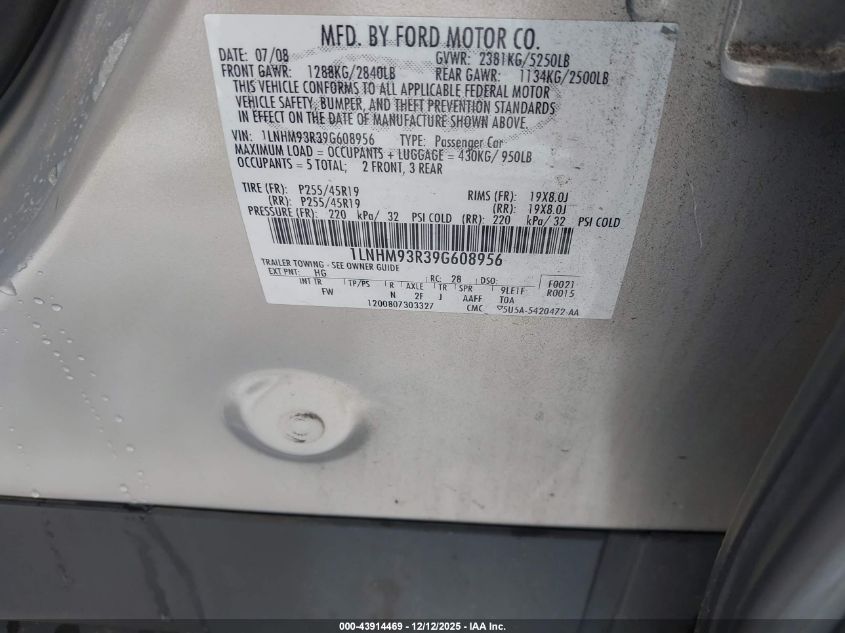 MFD. BY FORD MOTOR CO.
DATE: 07/08 GVWR: 2381KG/5250LB
FRONT GAWR: 1288KG/2840LB REAR GAWR: 1134KG/2500LB
THIS VEHICLE CONFORMS TO ALL APPLICABLE FEDERAL MOTOR
VEHICLE SAFETY, BUMPER, AND THEFT PREVENTION STANDARDS
IN EFFECT ON THE DATE OF MANUFACTURE SHOWN ABOVE.
VIN: 1LNHM93R39G608956 TYPE: Passenger Car
MAXIMUM LOAD = OCCUPANTS + LUGGAGE = 430KG/ 950LB
OCCUPANTS = 5 TOTAL; 2 FRONT, 3 REAR
TIRE (FR): P255/45R19 RIMS (FR): 19X8.0J
(RR): P255/45R19 (RR): 19X8.0J
PRESSURE (FR): 220 kPa/ 32 PSI COLD (RR): 220 kPa/ 32 PSI COLD
1LNHM93R39G608956
TRAILER TOWING - SEE OWNER GUIDE
EXT PNT: HG RC: 28 DSO: F0021
INT TR TP/PS R AXLE TR SPR 9LE1F R0015
FW N 2F J AAFF TOA
1200807303327 CMC 5U5A-5420472-AA
000-43914469 - 12/12/2025 - IAA Inc.